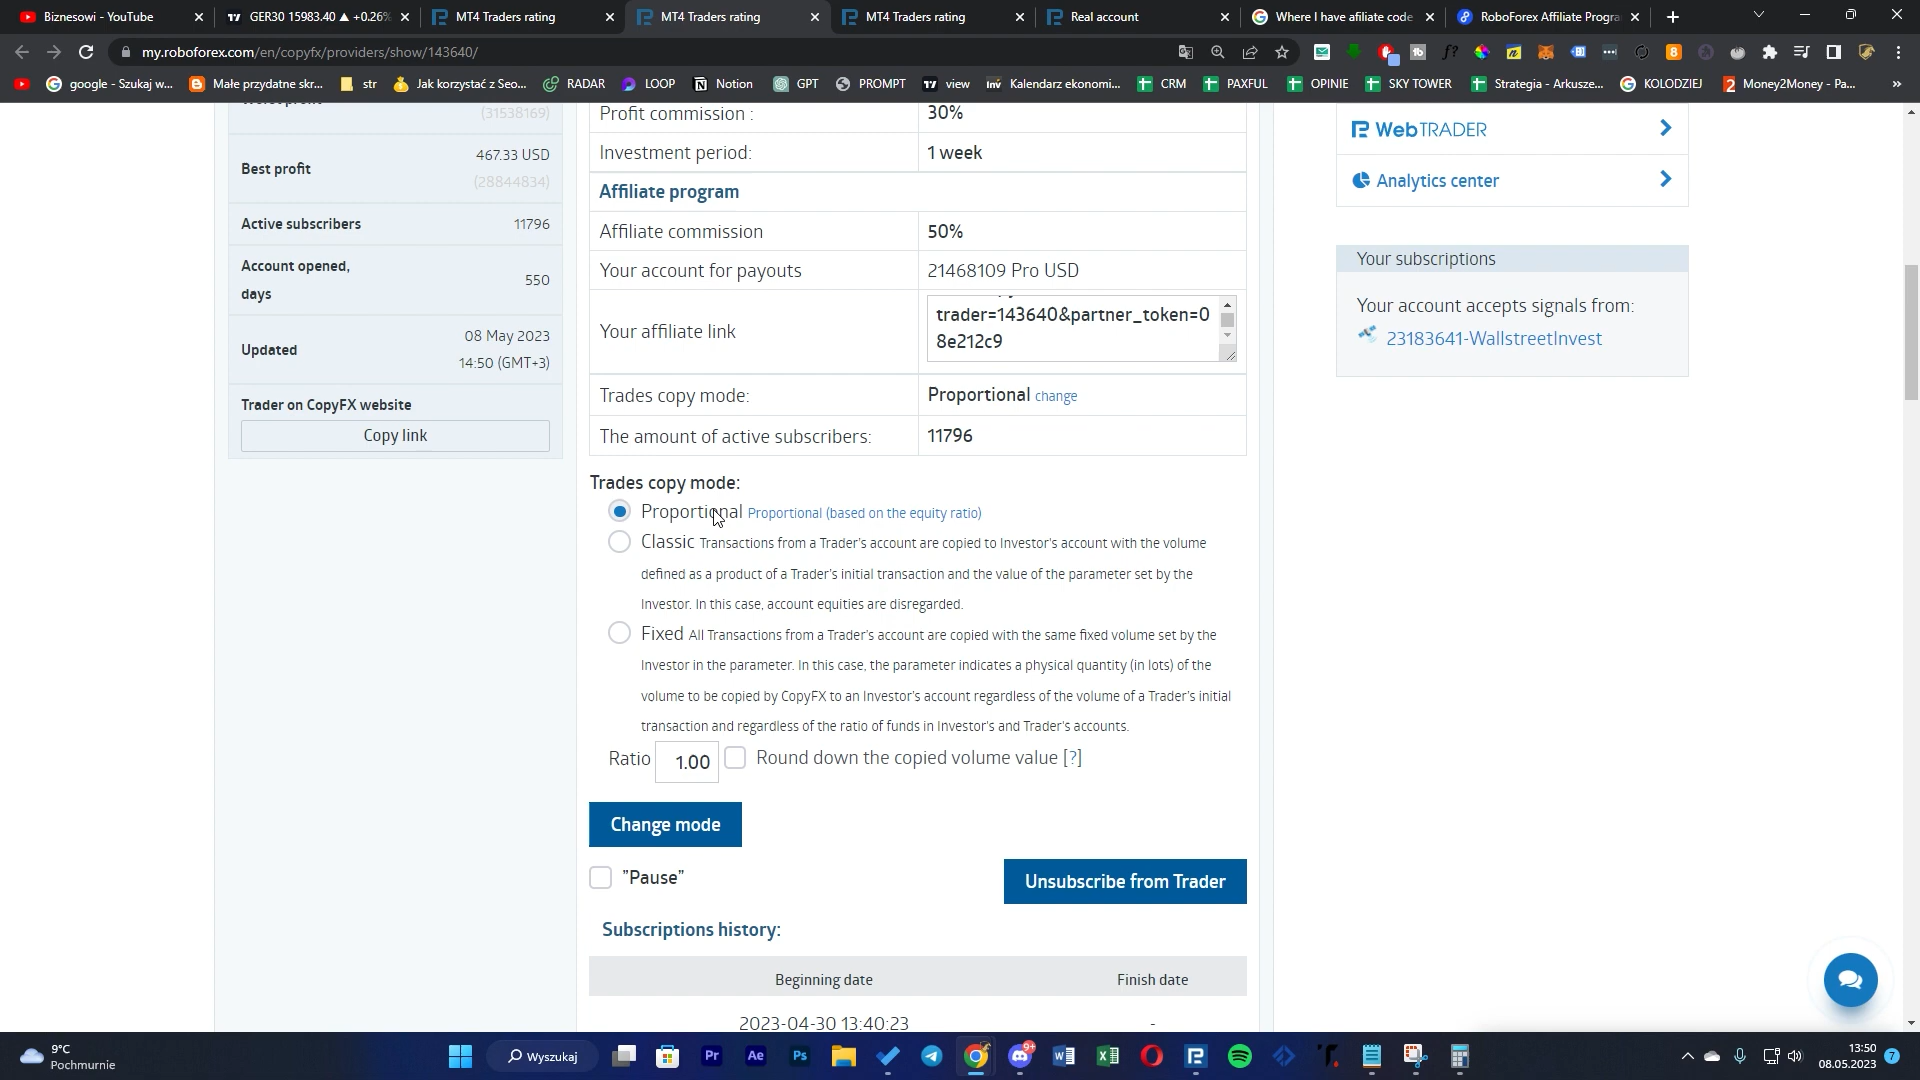 Biznesowi - YouTube
GER30 15983.40 ▲ +0.26%
MT4 Traders rating
MT4 Traders rating
MT4 Traders rating
Real account
Where I have afiliate code
RoboForex Affiliate Progra
my.roboforex.com/en/copyfx/providers/show/143640/
google - Szukaj w...
Małe przydatne skr...
str
Jak korzystać z Seo...
RADAR
LOOP
Notion
GPT
PROMPT
view
Kalendarz ekonomi...
CRM
PAXFUL
OPINIE
SKY TOWER
Strategia - Arkusze...
KOLODZIEJ
Money2Money - Pa...
(31538169)
Best profit
467.33 USD
(28844834)
Active subscribers
11796
Account opened,
days
550
Updated
08 May 2023
14:50 (GMT+3)
Trader on CopyFX website
Copy link
Profit commission :
30%
Investment period:
1 week
Affiliate program
Affiliate commission
50%
Your account for payouts
21468109 Pro USD
Your affiliate link
trader=143640&partner_token=0
8e212c9
Trades copy mode:
Proportional change
The amount of active subscribers:
11796
Trades copy mode:
Proportional Proportional (based on the equity ratio)
Classic Transactions from a Trader's account are copied to Investor's account with the volume
defined as a product of a Trader's initial transaction and the value of the parameter set by the
Investor. In this case, account equities are disregarded.
Fixed All Transactions from a Trader's account are copied with the same fixed volume set by the
Investor in the parameter. In this case, the parameter indicates a physical quantity (in lots) of the
volume to be copied by CopyFX to an Investor's account regardless of the volume of a Trader's initial
transaction and regardless of the ratio of funds in Investor's and Trader's accounts.
Ratio 1.00 Round down the copied volume value [?]
Change mode
"Pause"
Unsubscribe from Trader
Subscriptions history:
Beginning date
Finish date
2023-04-30 13:40:23
-
WebTRADER
Analytics center
Your subscriptions
Your account accepts signals from:
23183641-WallstreetInvest
9°C
Pochmurnie
Wyszukaj
13:50
08.05.2023
7